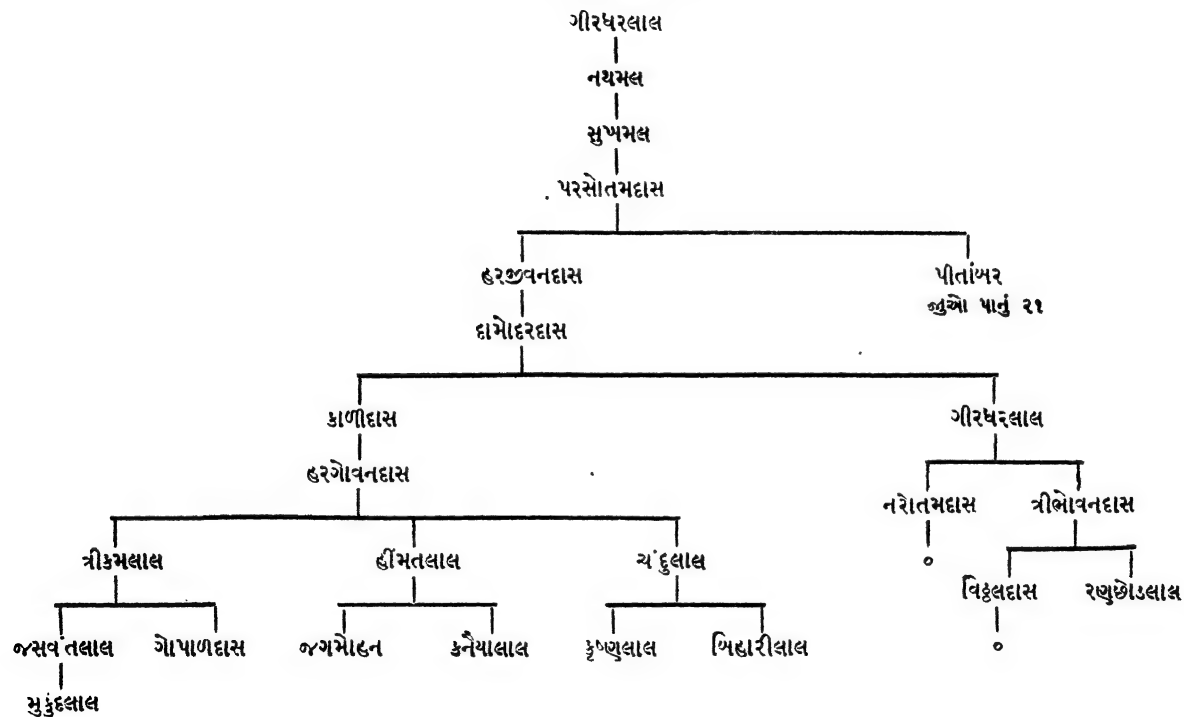 ગીરધરલાલ
નથમલ
સુખમલ
પરસોતમદાસ
હરજીવનદાસ પીતાંબર
જુઓ પાનું ૨૧
દામોદરદાસ
કાળીદાસ ગીરધરલાલ
હરગોવનદાસ
નરોતમદાસ ત્રીભોવનદાસ
ત્રીકમલાલ હીંમતલાલ ચંદુલાલ ૦
વિઠ્ઠલદાસ રણછોડલાલ
જસવંતલાલ ગોપાળદાસ જગમોહન કનૈયાલાલ કૃષ્ણલાલ બિહારીલાલ ૦
મુકુંદલાલ